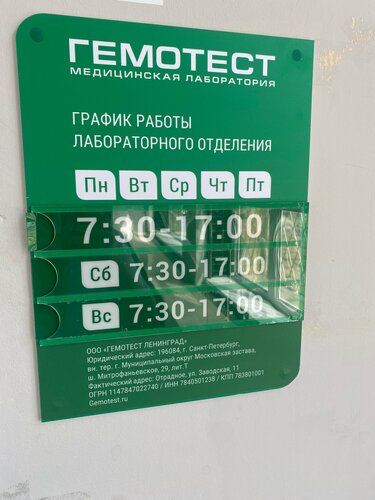 ГЕМОТЕСТ
МЕДИЦИНСКАЯ ЛАБОРАТОРИЯ
ГРАФИК РАБОТЫ
ЛАБОРАТОРНОГО ОТДЕЛЕНИЯ
Пн Вт Ср Чт Пт
7:30-17:00
Сб 7:30-17:00
Вс 7:30-17:00
ООО «ГЕМОТЕСТ ЛЕНИНГРАД»
Юридический адрес: 196084, г. Санкт-Петербург,
вн. тер. г. Муниципальный округ Московская застава,
ш. Митрофаньевское, 29, лит.Т
Фактический адрес: Отрадное, ул. Заводская, 11
ОГРН 1147847022740 / ИНН 7840501238 / КПП 783801001
Gemotest.ru